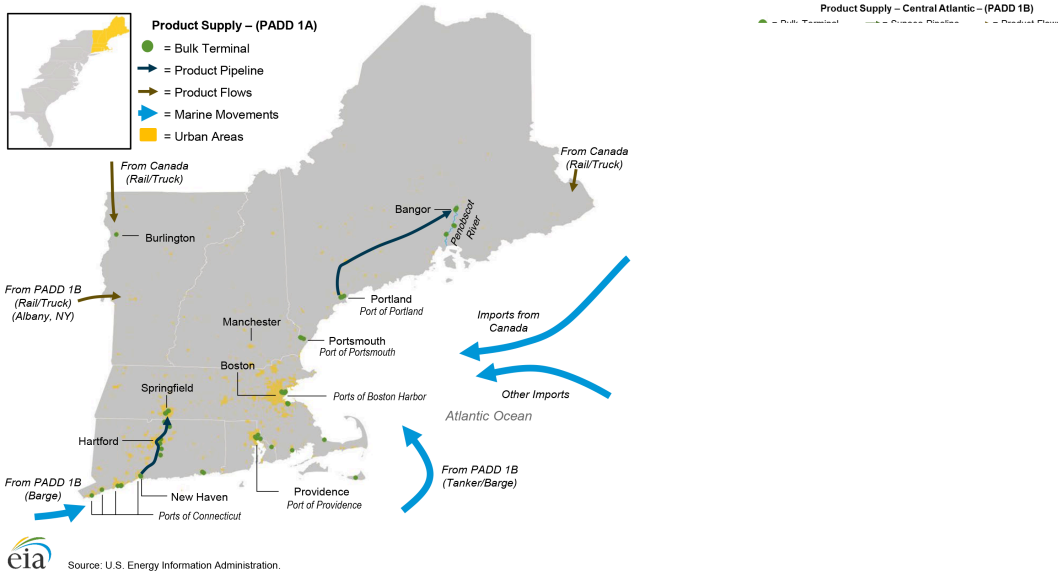 Product Supply – (PADD 1A)
= Bulk Terminal
= Product Pipeline
= Product Flows
= Marine Movements
= Urban Areas
Product Supply – Central Atlantic – (PADD 1B)
From Canada
(Rail/Truck)
From Canada
(Rail/Truck)
Bangor
Penobscot
River
Burlington
From PADD 1B
(Rail/Truck)
(Albany, NY)
Portland
Port of Portland
Imports from
Canada
Manchester
Portsmouth
Port of Portsmouth
Boston
Springfield
Ports of Boston Harbor
Other Imports
Atlantic Ocean
Hartford
From PADD 1B
(Barge)
From PADD 1B
(Tanker/Barge)
New Haven
Providence
Port of Providence
Ports of Connecticut
eia
Source: U.S. Energy Information Administration.